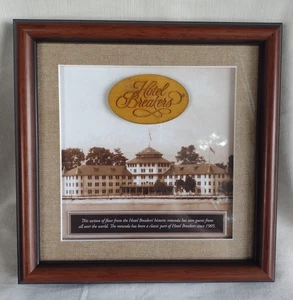 Hotel
Breakers
This section of floor from the Hotel Breakers' historic rotunda has seen guests from
all over the world. The rotunda has been a classic part of Hotel Breakers since 1905.